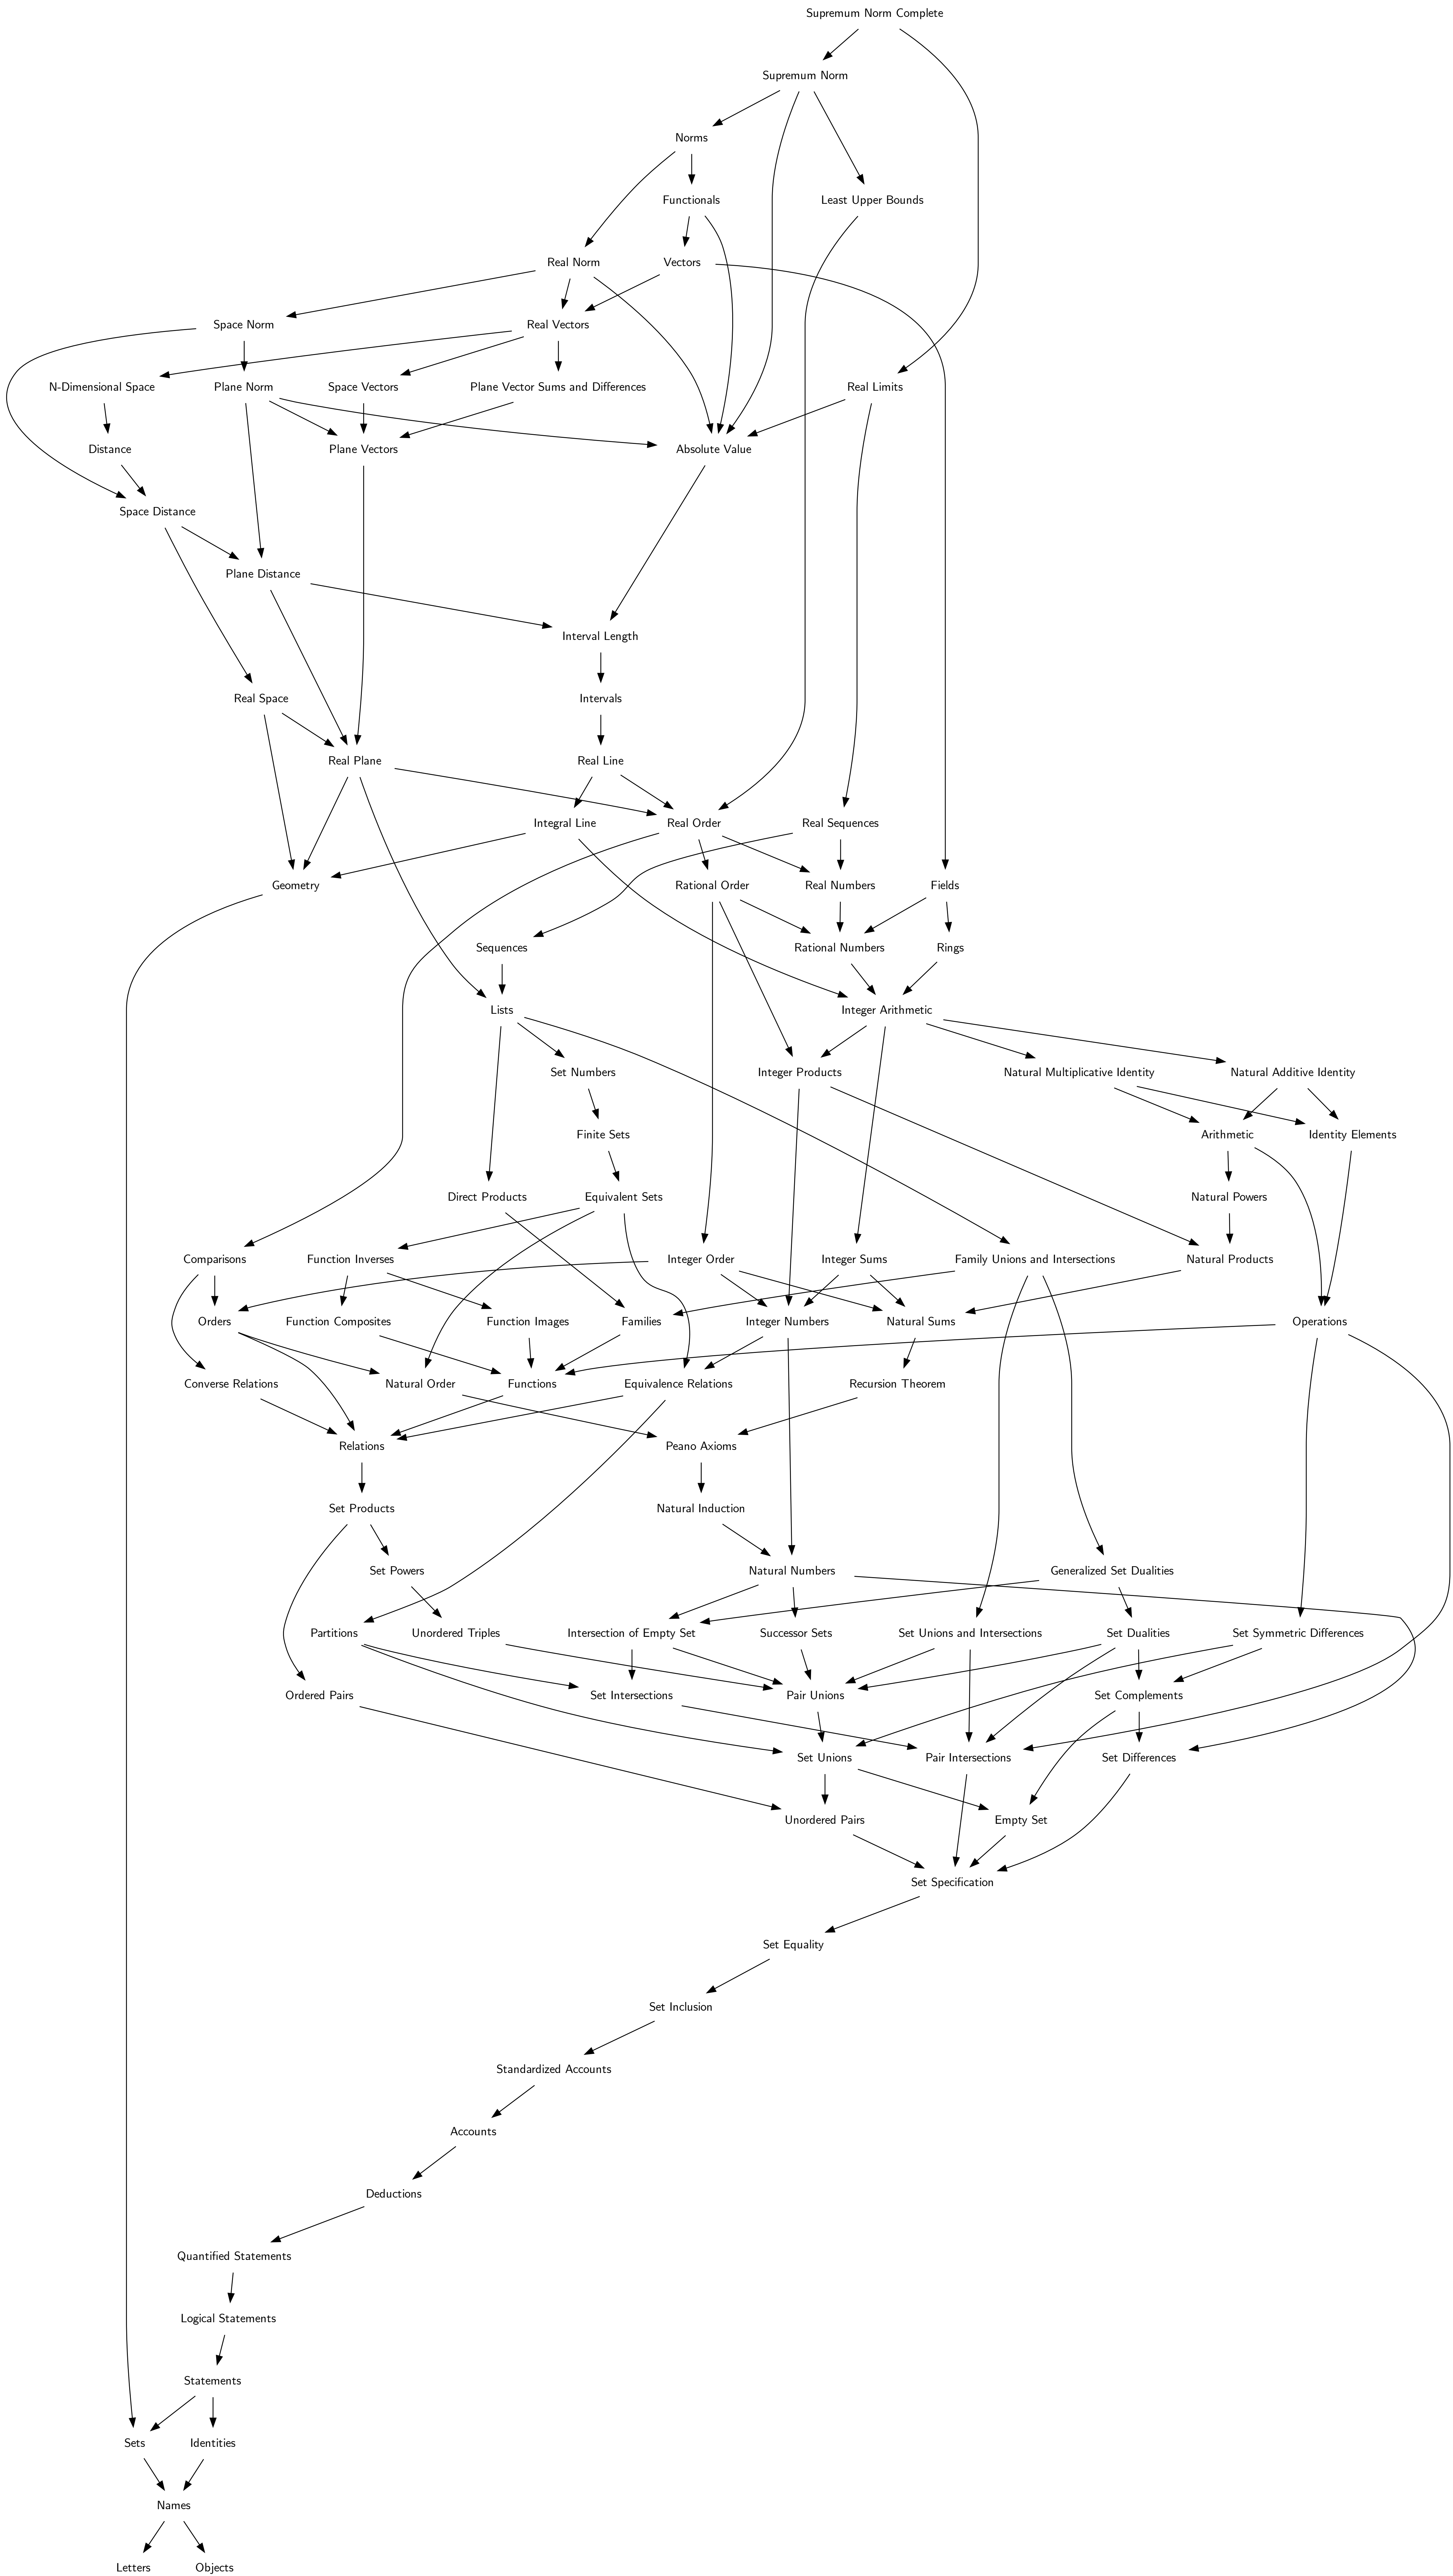 Supremum Norm Complete
Supremum Norm
Norms
Functionals
Least Upper Bounds
Real Norm
Vectors
Space Norm
Real Vectors
N-Dimensional Space
Plane Norm
Space Vectors
Plane Vector Sums and Differences
Real Limits
Distance
Plane Vectors
Absolute Value
Space Distance
Plane Distance
Interval Length
Real Space
Intervals
Real Plane
Real Line
Integral Line
Real Order
Real Sequences
Geometry
Rational Order
Real Numbers
Fields
Sequences
Rational Numbers
Rings
Lists
Integer Arithmetic
Set Numbers
Integer Products
Natural Multiplicative Identity
Natural Additive Identity
Finite Sets
Arithmetic
Identity Elements
Direct Products
Equivalent Sets
Natural Powers
Comparisons
Function Inverses
Integer Order
Integer Sums
Family Unions and Intersections
Natural Products
Orders
Function Composites
Function Images
Families
Integer Numbers
Natural Sums
Operations
Converse Relations
Natural Order
Functions
Equivalence Relations
Recursion Theorem
Relations
Peano Axioms
Set Products
Natural Induction
Set Powers
Natural Numbers
Generalized Set Dualities
Partitions
Unordered Triples
Intersection of Empty Set
Successor Sets
Set Unions and Intersections
Set Dualities
Set Symmetric Differences
Ordered Pairs
Set Intersections
Pair Unions
Set Complements
Set Unions
Pair Intersections
Set Differences
Unordered Pairs
Empty Set
Set Specification
Set Equality
Set Inclusion
Standardized Accounts
Accounts
Deductions
Quantified Statements
Logical Statements
Statements
Sets
Identities
Names
Letters
Objects